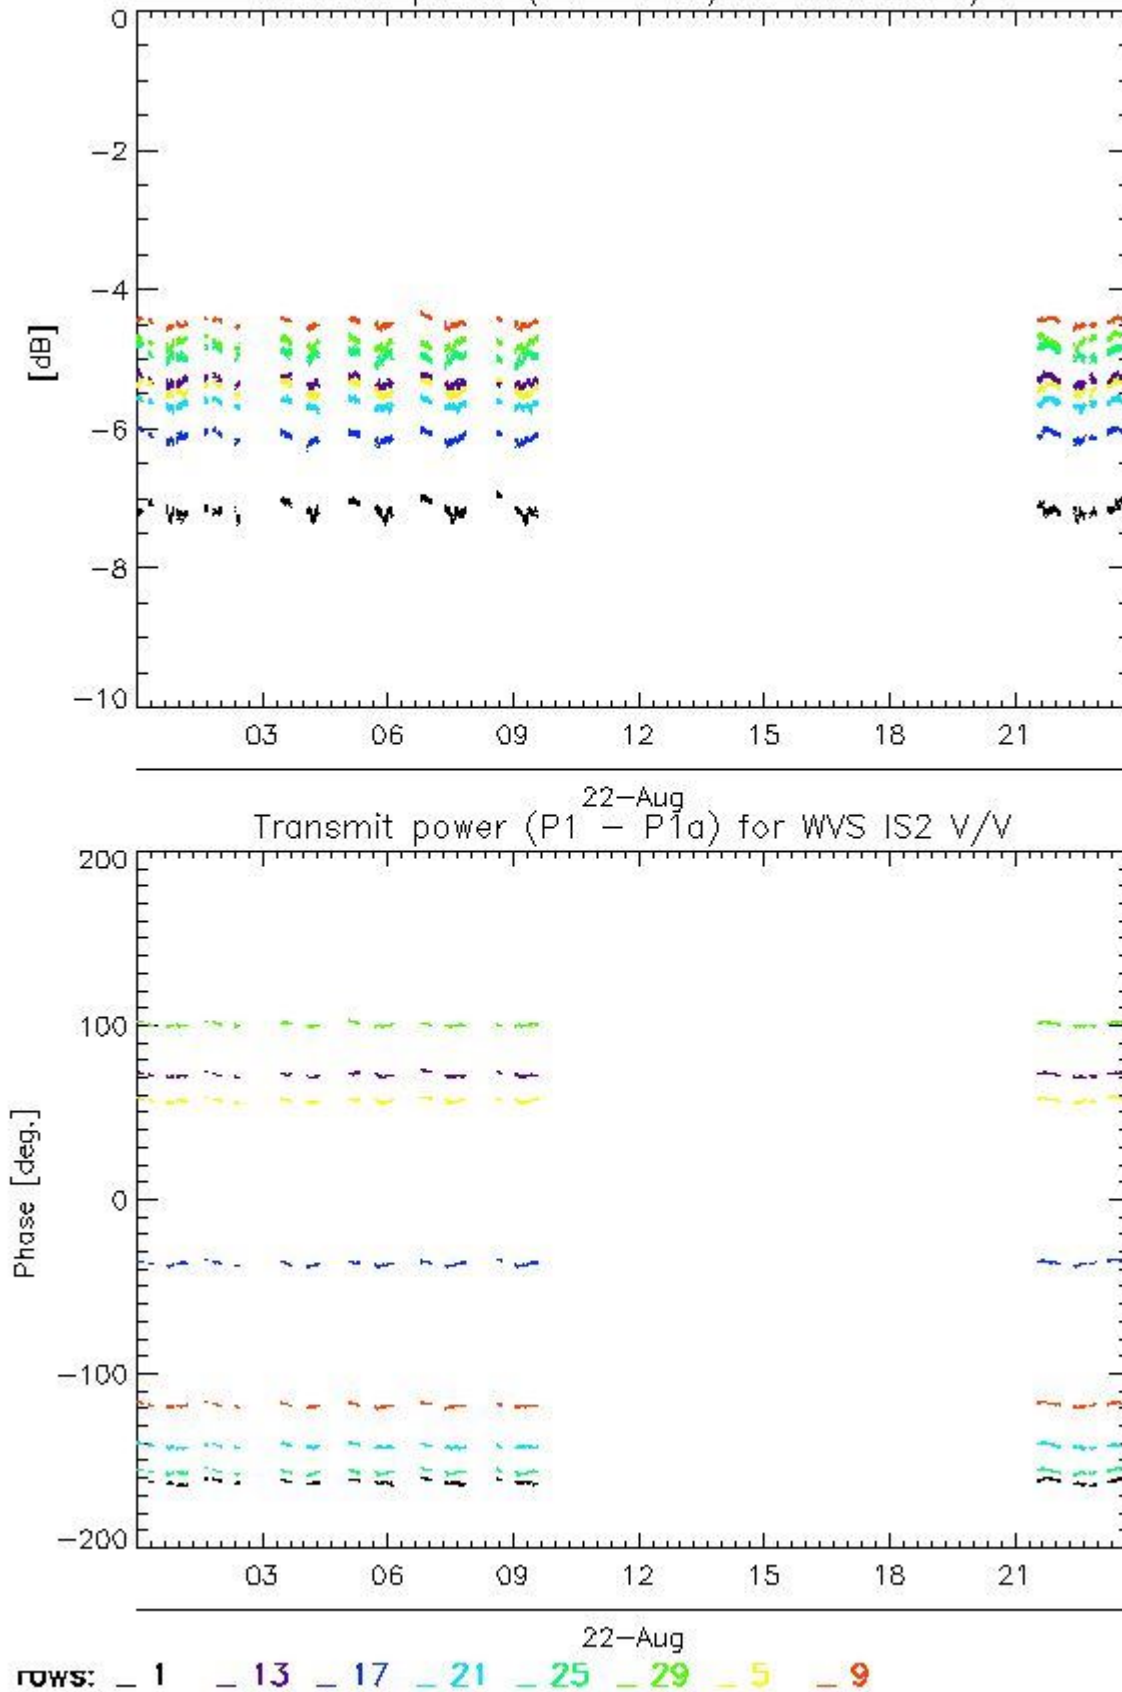 0
-2
-4
-6
-8
-10
[dB]
03 06 09 12 15 18 21
22-Aug
Transmit power (P1 - P1a) for WVS IS2 V/V
200
100
0
-100
-200
Phase [deg.]
03 06 09 12 15 18 21
22-Aug
rows: _ 1 _ 13 _ 17 _ 21 _ 25 _ 29 _ 5 _ 9